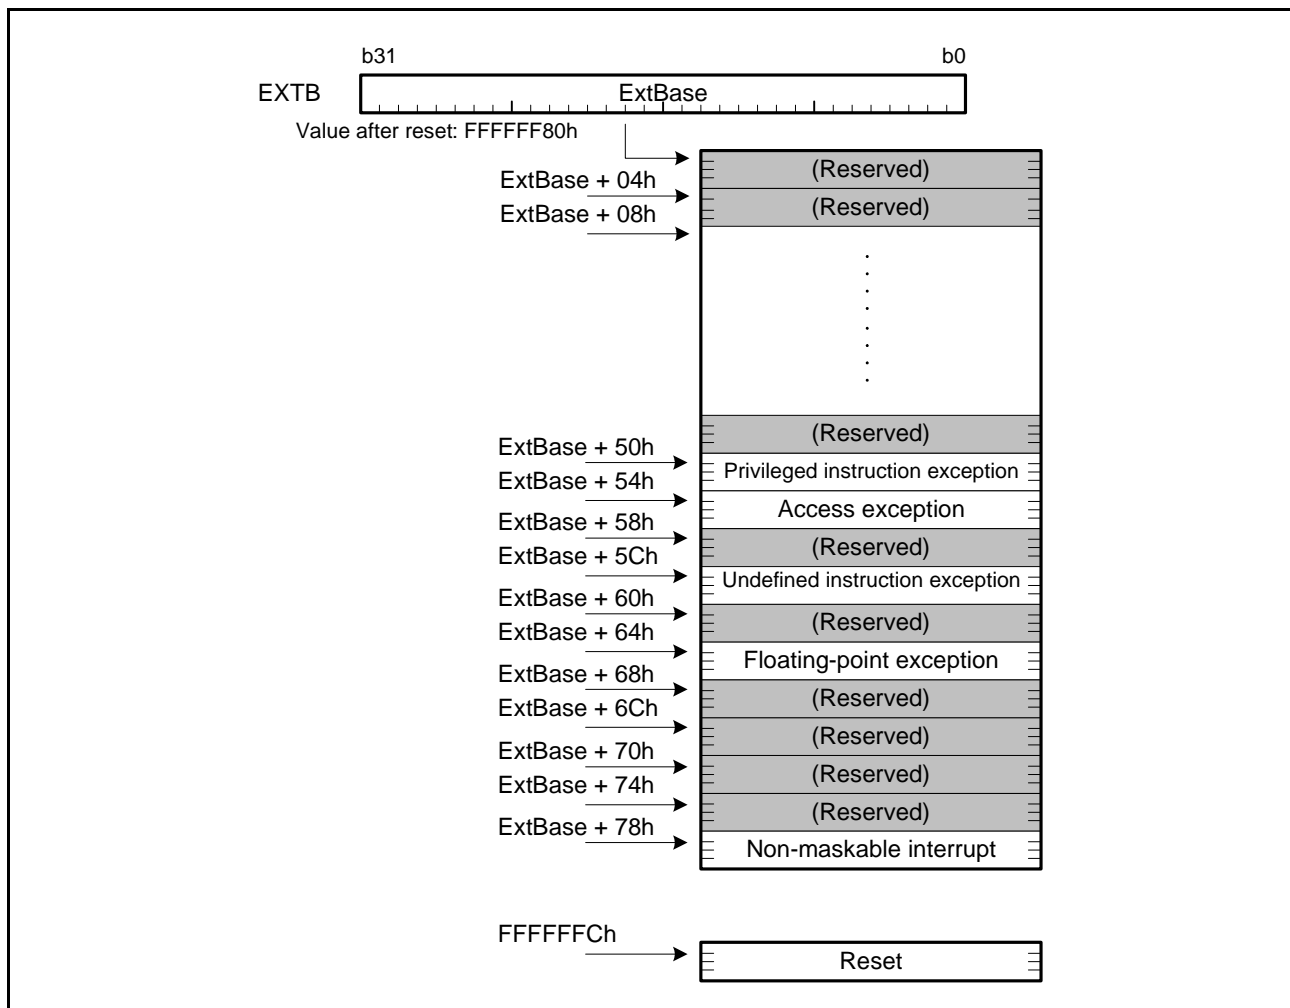 b31 b0
EXTB ExtBase
Value after reset: FFFFFF80h
(Reserved)
ExtBase + 04h
(Reserved)
ExtBase + 08h
(Reserved)
ExtBase + 50h
Privileged instruction exception
ExtBase + 54h
Access exception
ExtBase + 58h
(Reserved)
ExtBase + 5Ch
Undefined instruction exception
ExtBase + 60h
(Reserved)
ExtBase + 64h
Floating-point exception
ExtBase + 68h
(Reserved)
ExtBase + 6Ch
(Reserved)
ExtBase + 70h
(Reserved)
ExtBase + 74h
(Reserved)
ExtBase + 78h
Non-maskable interrupt
FFFFFFCh
Reset